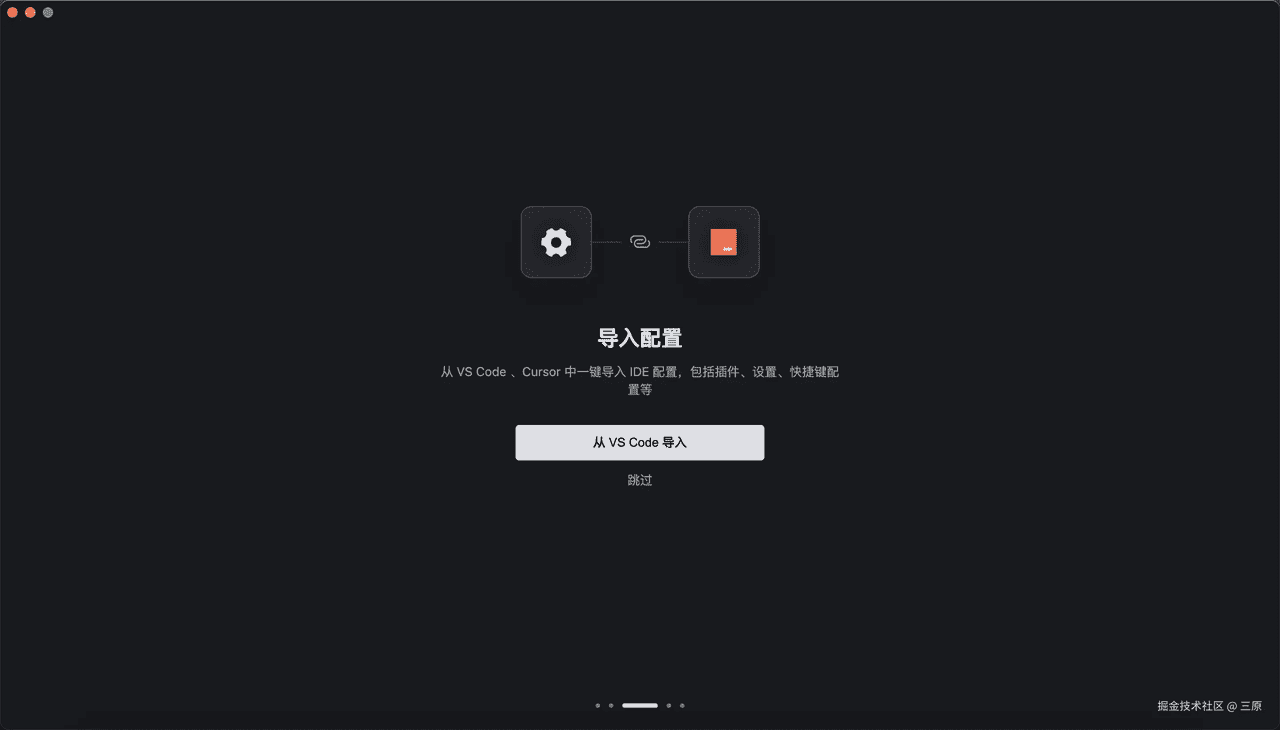 导入配置
从 VS Code 、Cursor 中一键导入 IDE 配置，包括插件、设置、快捷键配
置等
从 VS Code 导入
跳过
掘金技术社区 @ 三原